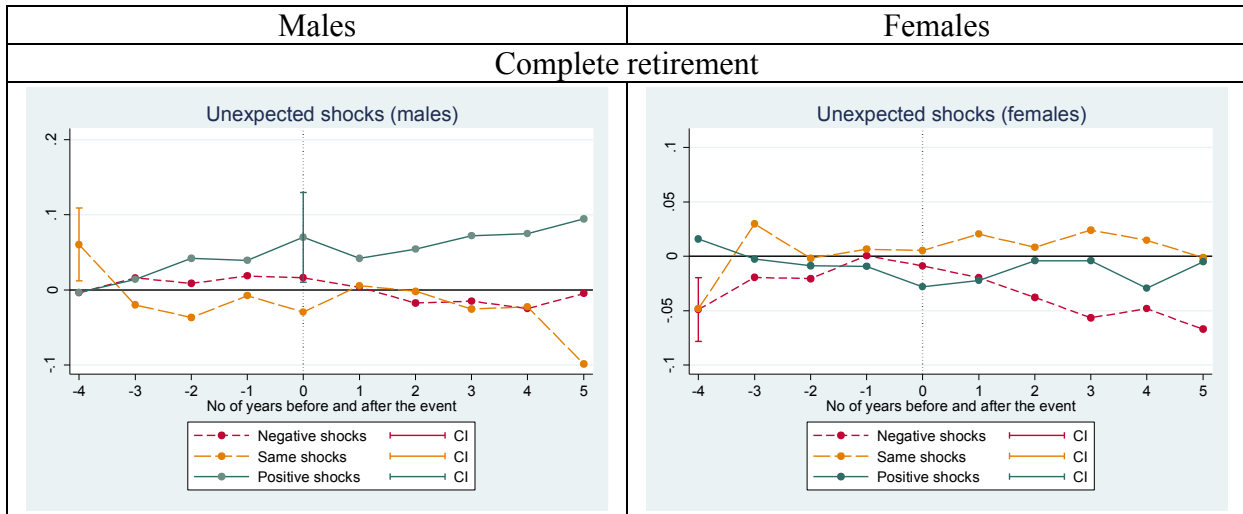 Males Females
Complete retirement
Unexpected shocks (males)
.2
.1
0
-.1
-4 -3 -2 -1 0 1 2 3 4 5
No of years before and after the event
Negative shocks CI
Same shocks CI
Positive shocks CI
Unexpected shocks (females)
.1
.05
0
-.05
-.1
-4 -3 -2 -1 0 1 2 3 4 5
No of years before and after the event
Negative shocks CI
Same shocks CI
Positive shocks CI